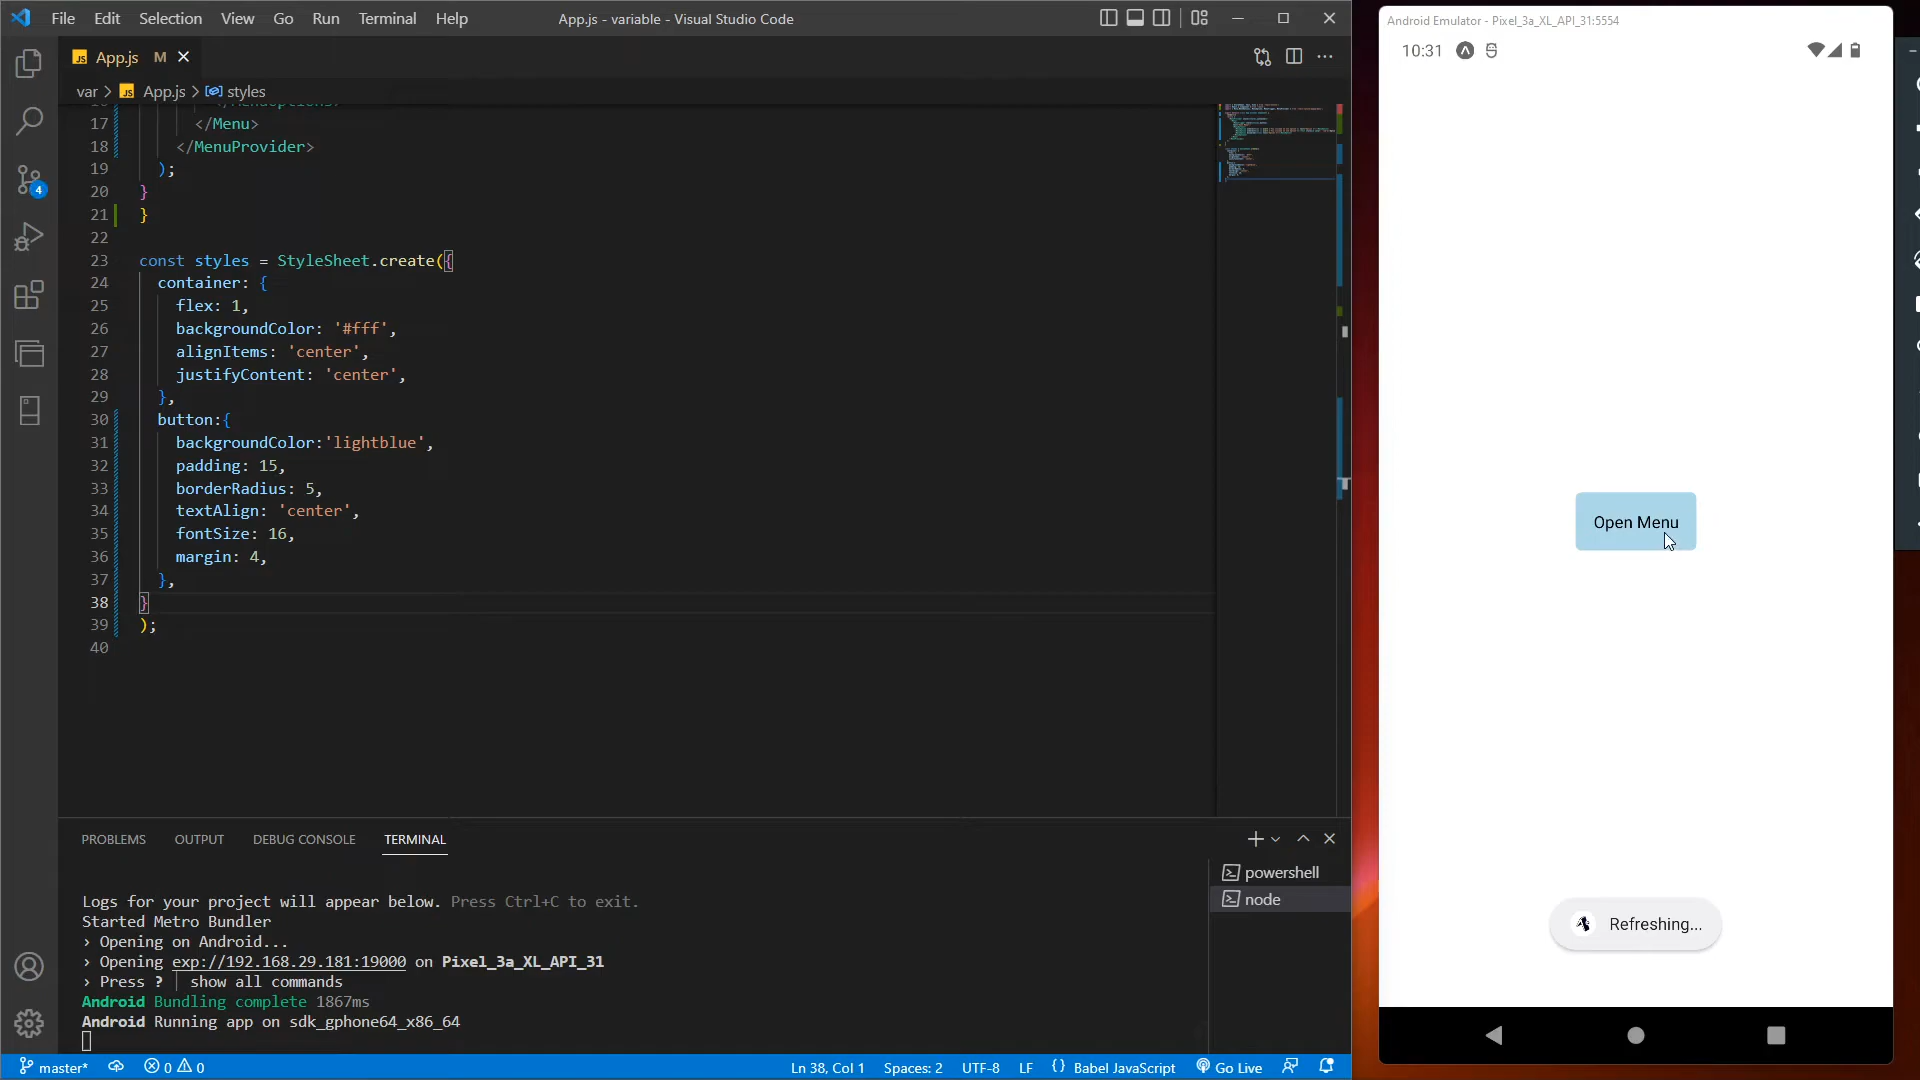 File Edit Selection View Go Run Terminal Help
App.js - variable - Visual Studio Code
App.js M
var > App.js > styles
17 </Menu>
18 </MenuProvider>
19 );
20 }
21 }
22
23 const styles = StyleSheet.create({
24 container: {
25 flex: 1,
26 backgroundColor: '#fff',
27 alignItems: 'center',
28 justifyContent: 'center',
29 },
30 button:{
31 backgroundColor:'lightblue',
32 padding: 15,
33 borderRadius: 5,
34 textAlign: 'center',
35 fontSize: 16,
36 margin: 4,
37 },
38 }
39 );
40
PROBLEMS OUTPUT DEBUG CONSOLE TERMINAL
Logs for your project will appear below. Press Ctrl+C to exit.
Started Metro Bundler
› Opening on Android...
› Opening exp://192.168.29.181:19000 on Pixel_3a_XL_API_31
› Press ? │ show all commands
Android Bundling complete 1867ms
Android Running app on sdk_gphone64_x86_64
powershell
node
4
master* 0 0
Ln 38, Col 1 Spaces: 2 UTF-8 LF {} Babel JavaScript Go Live
Android Emulator - Pixel_3a_XL_API_31:5554
10:31
Open Menu
Refreshing...